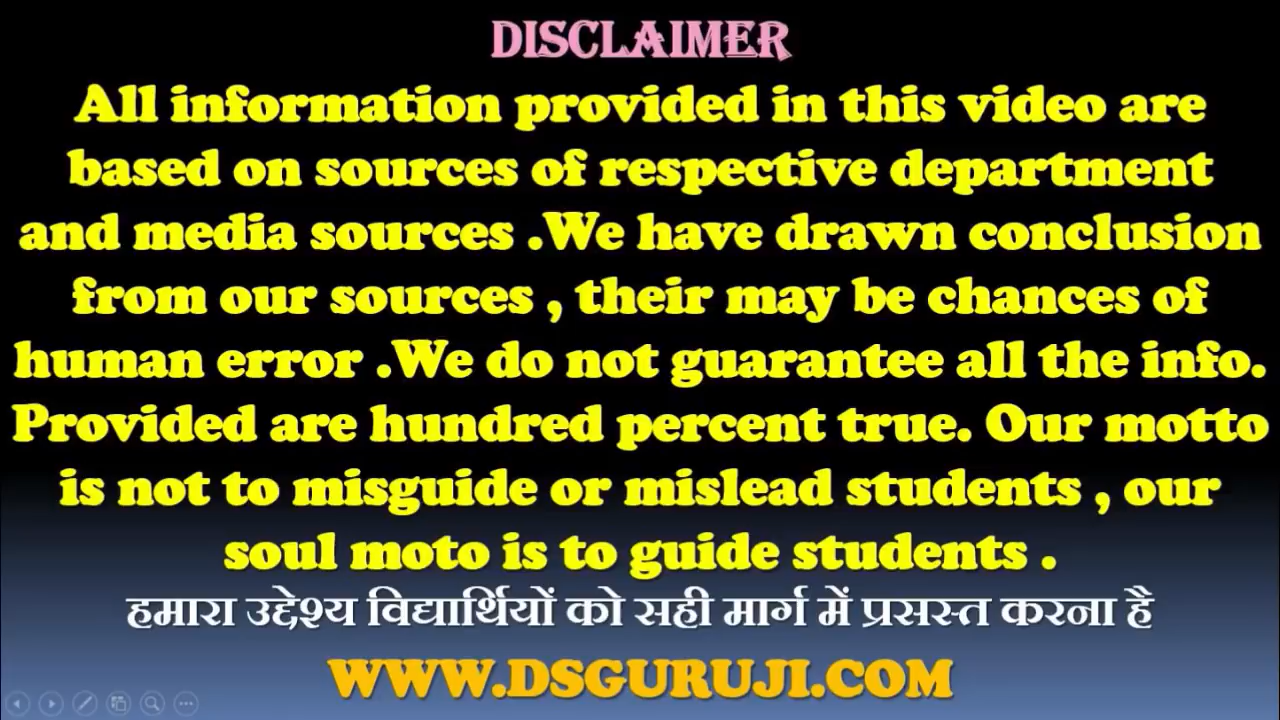 DISCLAIMER
All information provided in this video are
based on sources of respective department
and media sources .We have drawn conclusion
from our sources , their may be chances of
human error .We do not guarantee all the info.
Provided are hundred percent true. Our motto
is not to misguide or mislead students , our
soul moto is to guide students .
हमारा उद्देश्य विद्यार्थियों को सही मार्ग में प्रसस्त करना है
WWW.DSGURUJI.COM